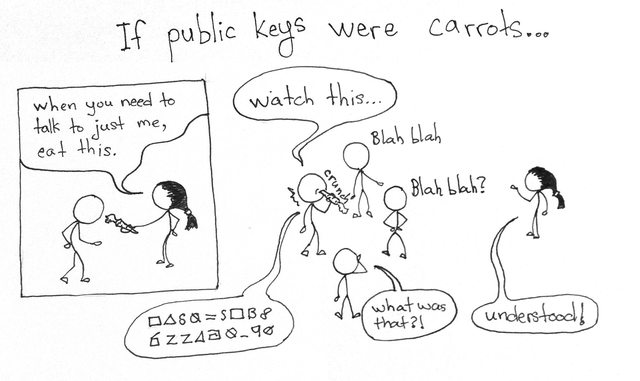 If public keys were carrots...
when you need to
talk to just me,
eat this.
watch this...
Blah blah
crunch
Blah blah?
what was
that?!
understood!